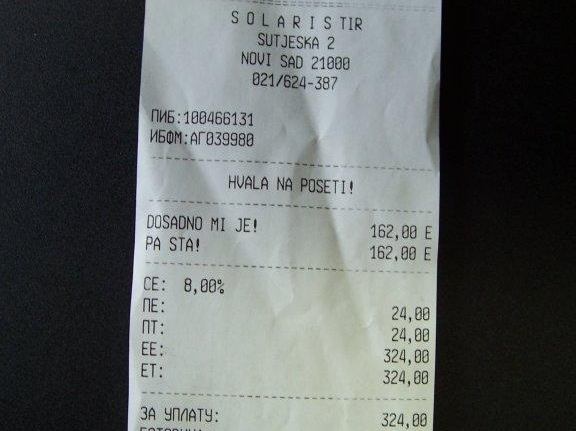 S O L A R I S TIR
SUTJESKA 2
NOVI SAD 21000
021/624-387
ПИБ:100466131
ИБФМ:АГ039980
HVALA NA POSETI!
DOSADNO MI JE! 162,00 E
PA STA! 162,00 E
СЕ: 8,00%
ПЕ: 24,00
ПТ: 24,00
ЕЕ: 324,00
ЕТ: 324,00
ЗА УПЛАТУ: 324,00